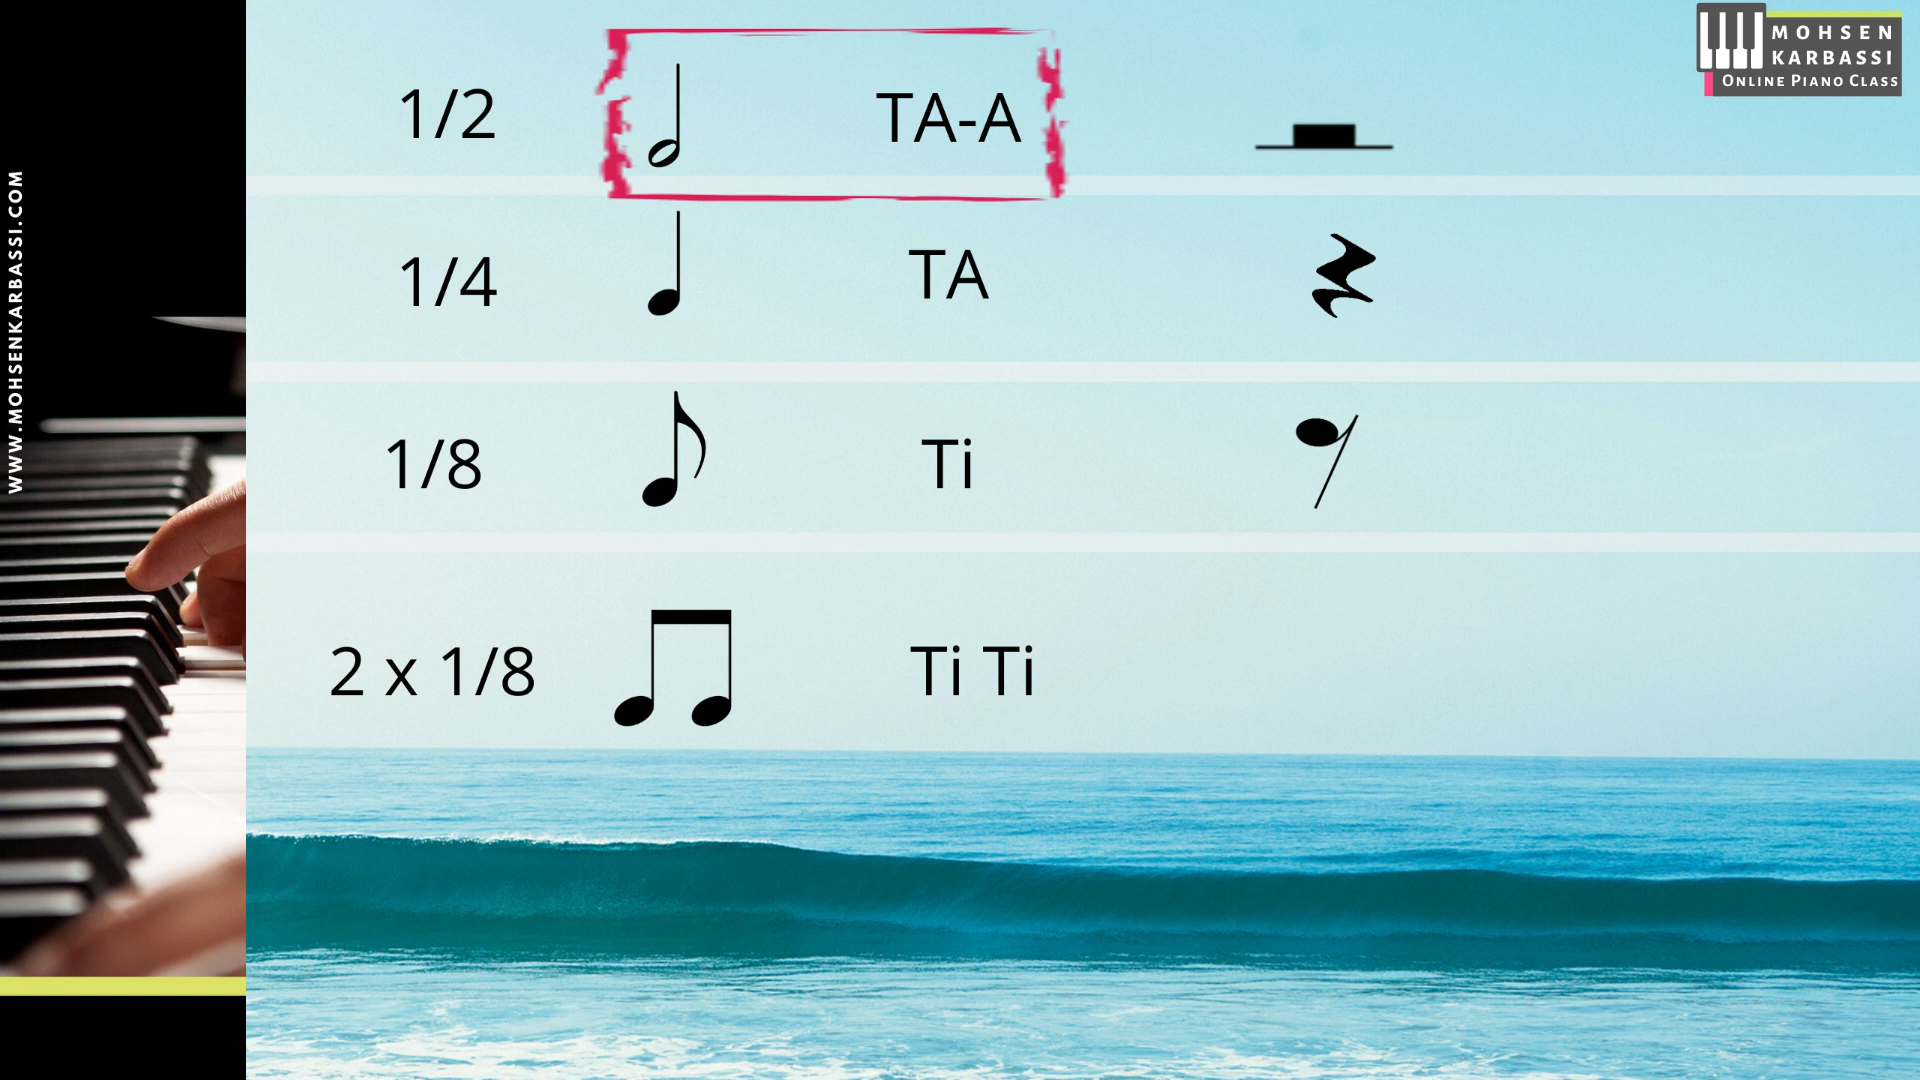 MOHSEN
KARBASSI
ONLINE PIANO CLASS
WWW.MOHSENKARBASSI.COM
1/2 TA-A
1/4 TA
1/8 Ti
2 x 1/8 Ti Ti